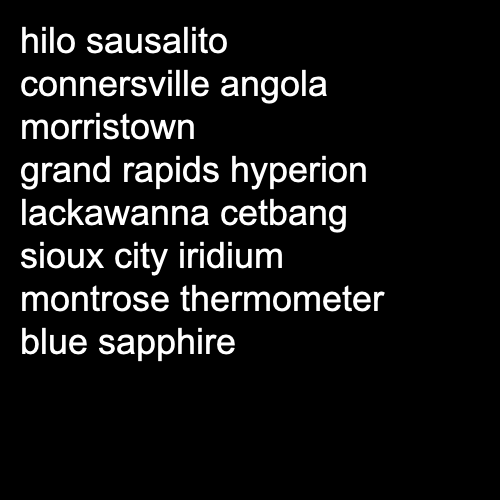 hilo sausalito
connersville angola
morristown
grand rapids hyperion
lackawanna cetbang
sioux city iridium
montrose thermometer
blue sapphire